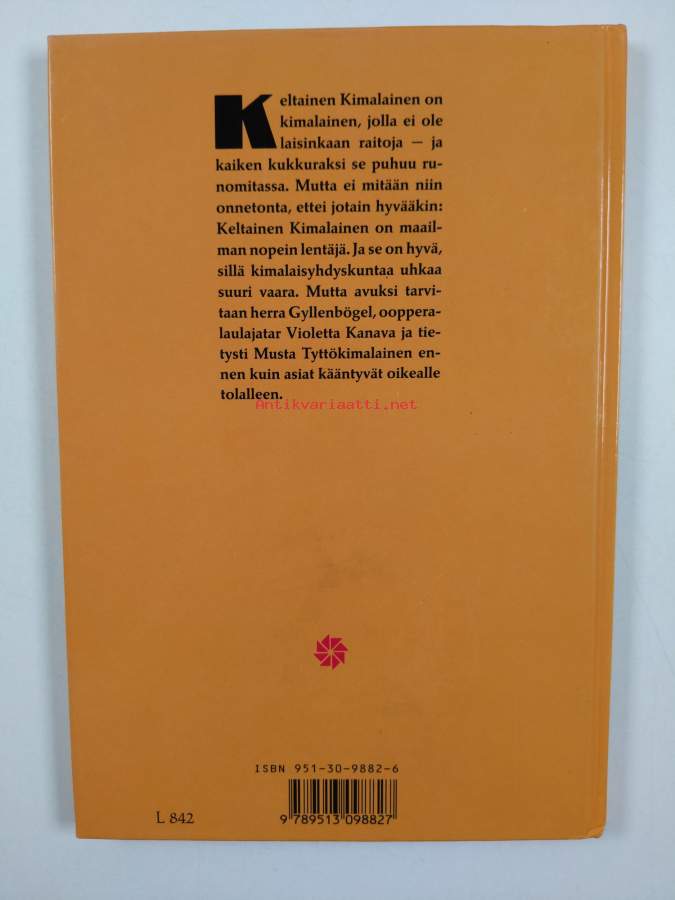 Keltainen Kimalainen on
kimalainen, jolla ei ole
laisinkaan raitoja — ja
kaiken kukkuraksi se puhuu ru-
nomitassa. Mutta ei mitään niin
onnetonta, ettei jotain hyvääkin:
Keltainen Kimalainen on maail-
man nopein lentäjä. Ja se on hyvä,
sillä kimalaisyhdyskuntaa uhkaa
suuri vaara. Mutta avuksi tarvi-
taan herra Gyllenbögel, ooppera-
laulajatar Violetta Kanava ja tie-
tysti Musta Tyttökimalainen en-
nen kuin asiat kääntyvät oikealle
tolalleen.
Antikvariaatti.net
ISBN 951-30-9882-6
9 789513 098827
L 842